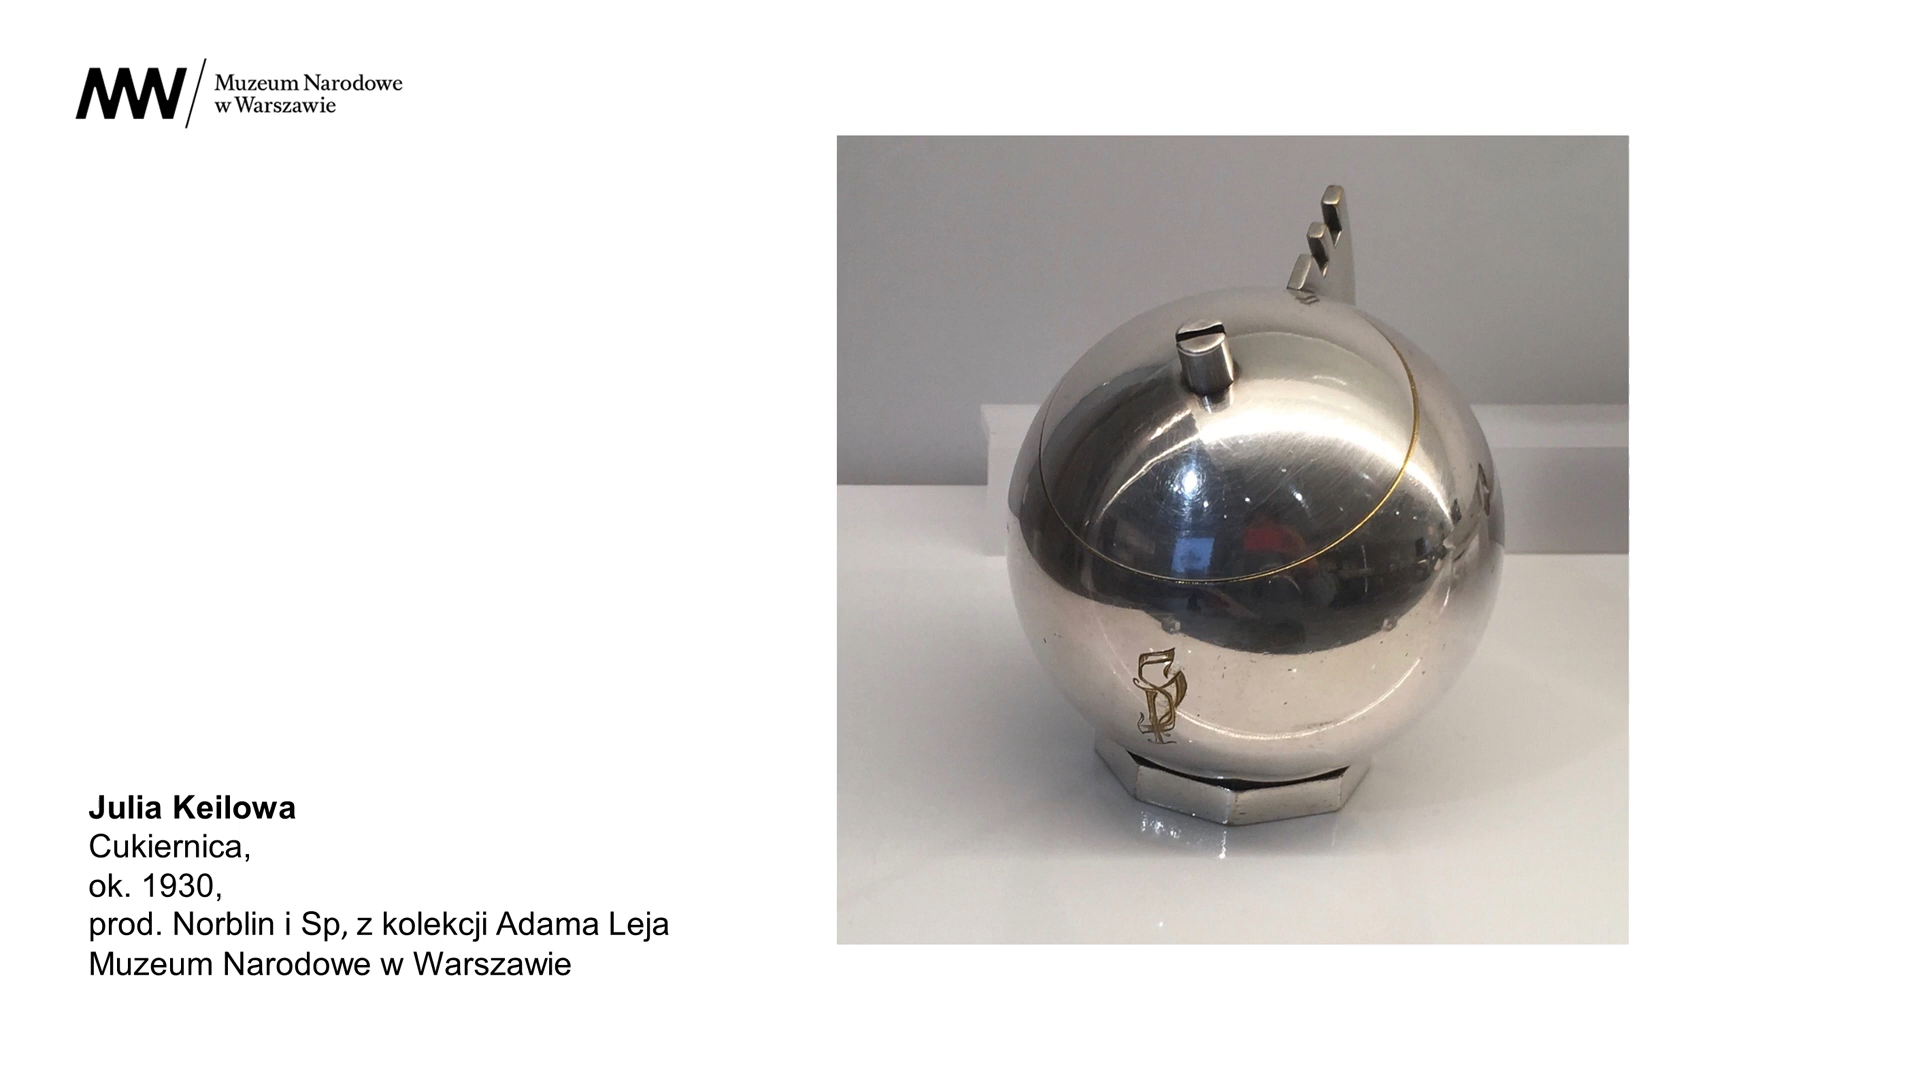 MNW
Muzeum Narodowe
w Warszawie
Julia Keilowa
Cukiernica,
ok. 1930,
prod. Norblin i Sp, z kolekcji Adama Leja
Muzeum Narodowe w Warszawie